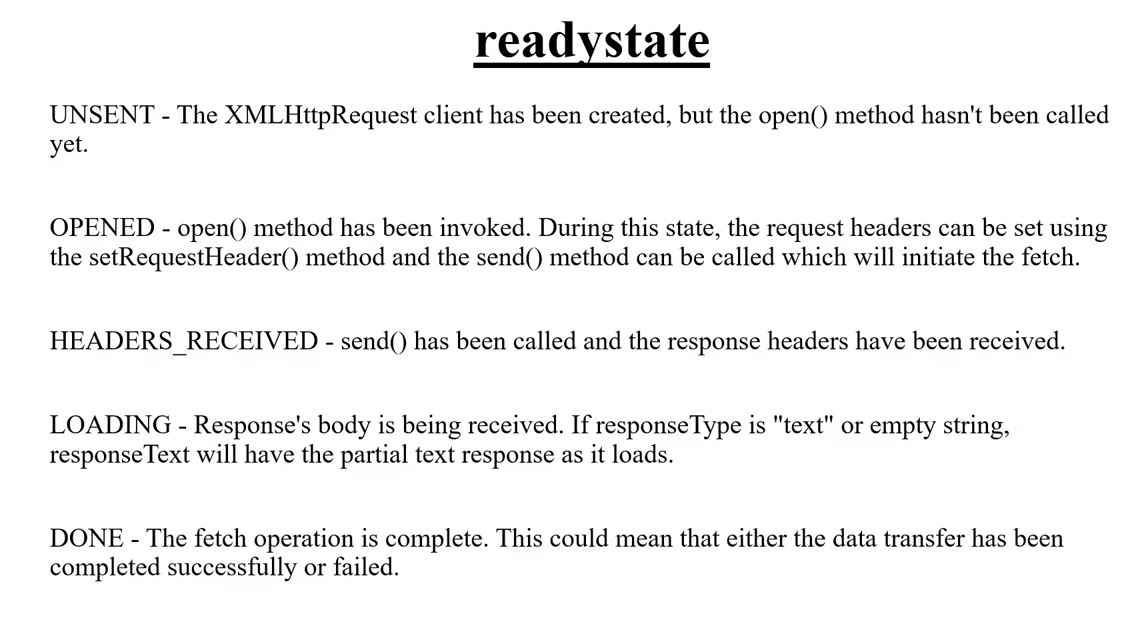 readystate
UNSENT - The XMLHttpRequest client has been created, but the open() method hasn't been called
yet.
OPENED - open() method has been invoked. During this state, the request headers can be set using
the setRequestHeader() method and the send() method can be called which will initiate the fetch.
HEADERS_RECEIVED - send() has been called and the response headers have been received.
LOADING - Response's body is being received. If responseType is "text" or empty string,
responseText will have the partial text response as it loads.
DONE - The fetch operation is complete. This could mean that either the data transfer has been
completed successfully or failed.